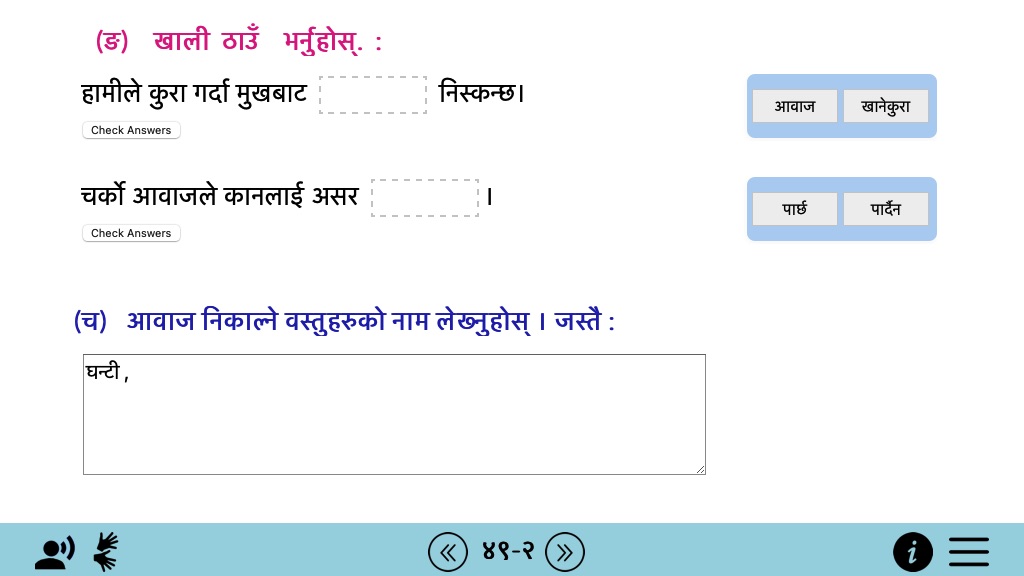 (ङ) खाली ठाउँ भर्नुहोस्. :
हामीले कुरा गर्दा मुखबाट निस्कन्छ।
आवाज खानेकुरा
Check Answers
चर्को आवाजले कानलाई असर ।
पार्छ पार्दैन
Check Answers
(च) आवाज निकाल्ने वस्तुहरुको नाम लेख्नुहोस् । जस्तै :
घन्टी ,
४९-२